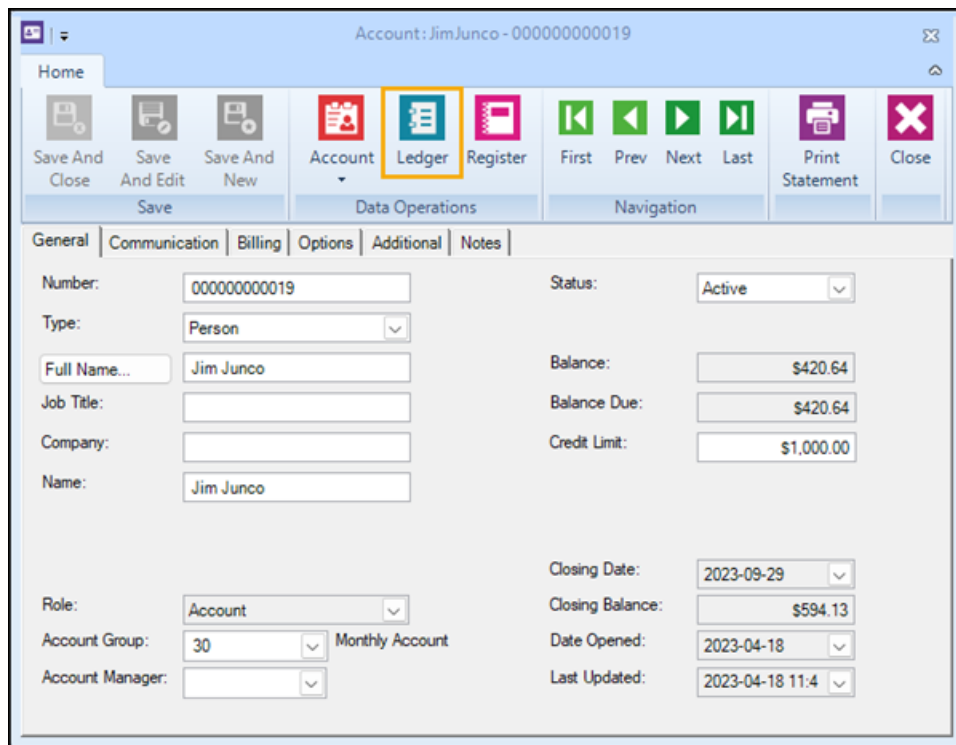 Account: Jim Junco - 000000000019
Home
Save And Close
Save And Edit
Save And New
Account
Ledger
Register
First
Prev
Next
Last
Print Statement
Close
Save
Data Operations
Navigation
General
Communication
Billing
Options
Additional
Notes
Number: 000000000019
Status: Active
Type: Person
Full Name... Jim Junco
Balance: $420.64
Job Title:
Balance Due: $420.64
Company:
Credit Limit: $1,000.00
Name: Jim Junco
Closing Date: 2023-09-29
Role: Account
Closing Balance: $594.13
Account Group: 30 Monthly Account
Date Opened: 2023-04-18
Account Manager:
Last Updated: 2023-04-18 11:4